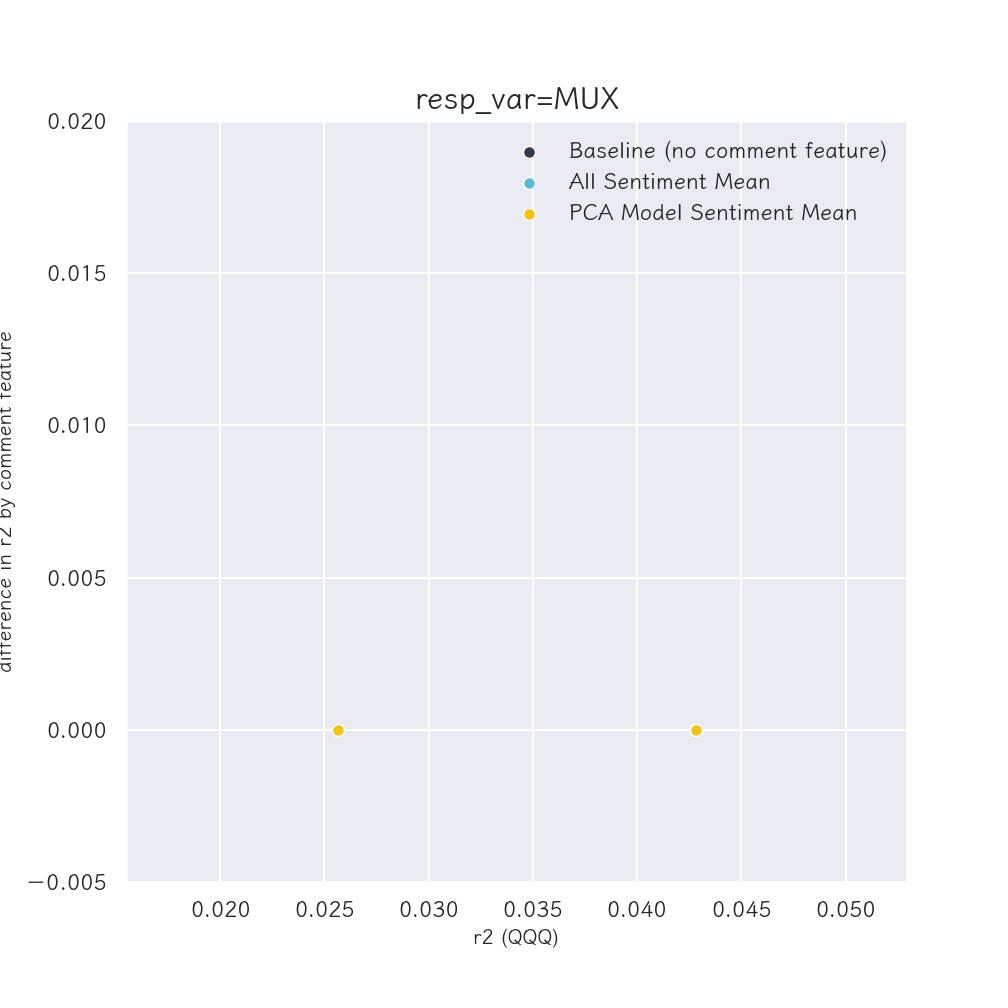 resp_var=MUX
Baseline (no comment feature)
All Sentiment Mean
PCA Model Sentiment Mean
difference in r2 by comment feature
0.020
0.015
0.010
0.005
0.000
−0.005
0.020 0.025 0.030 0.035 0.040 0.045 0.050
r2 (QQQ)